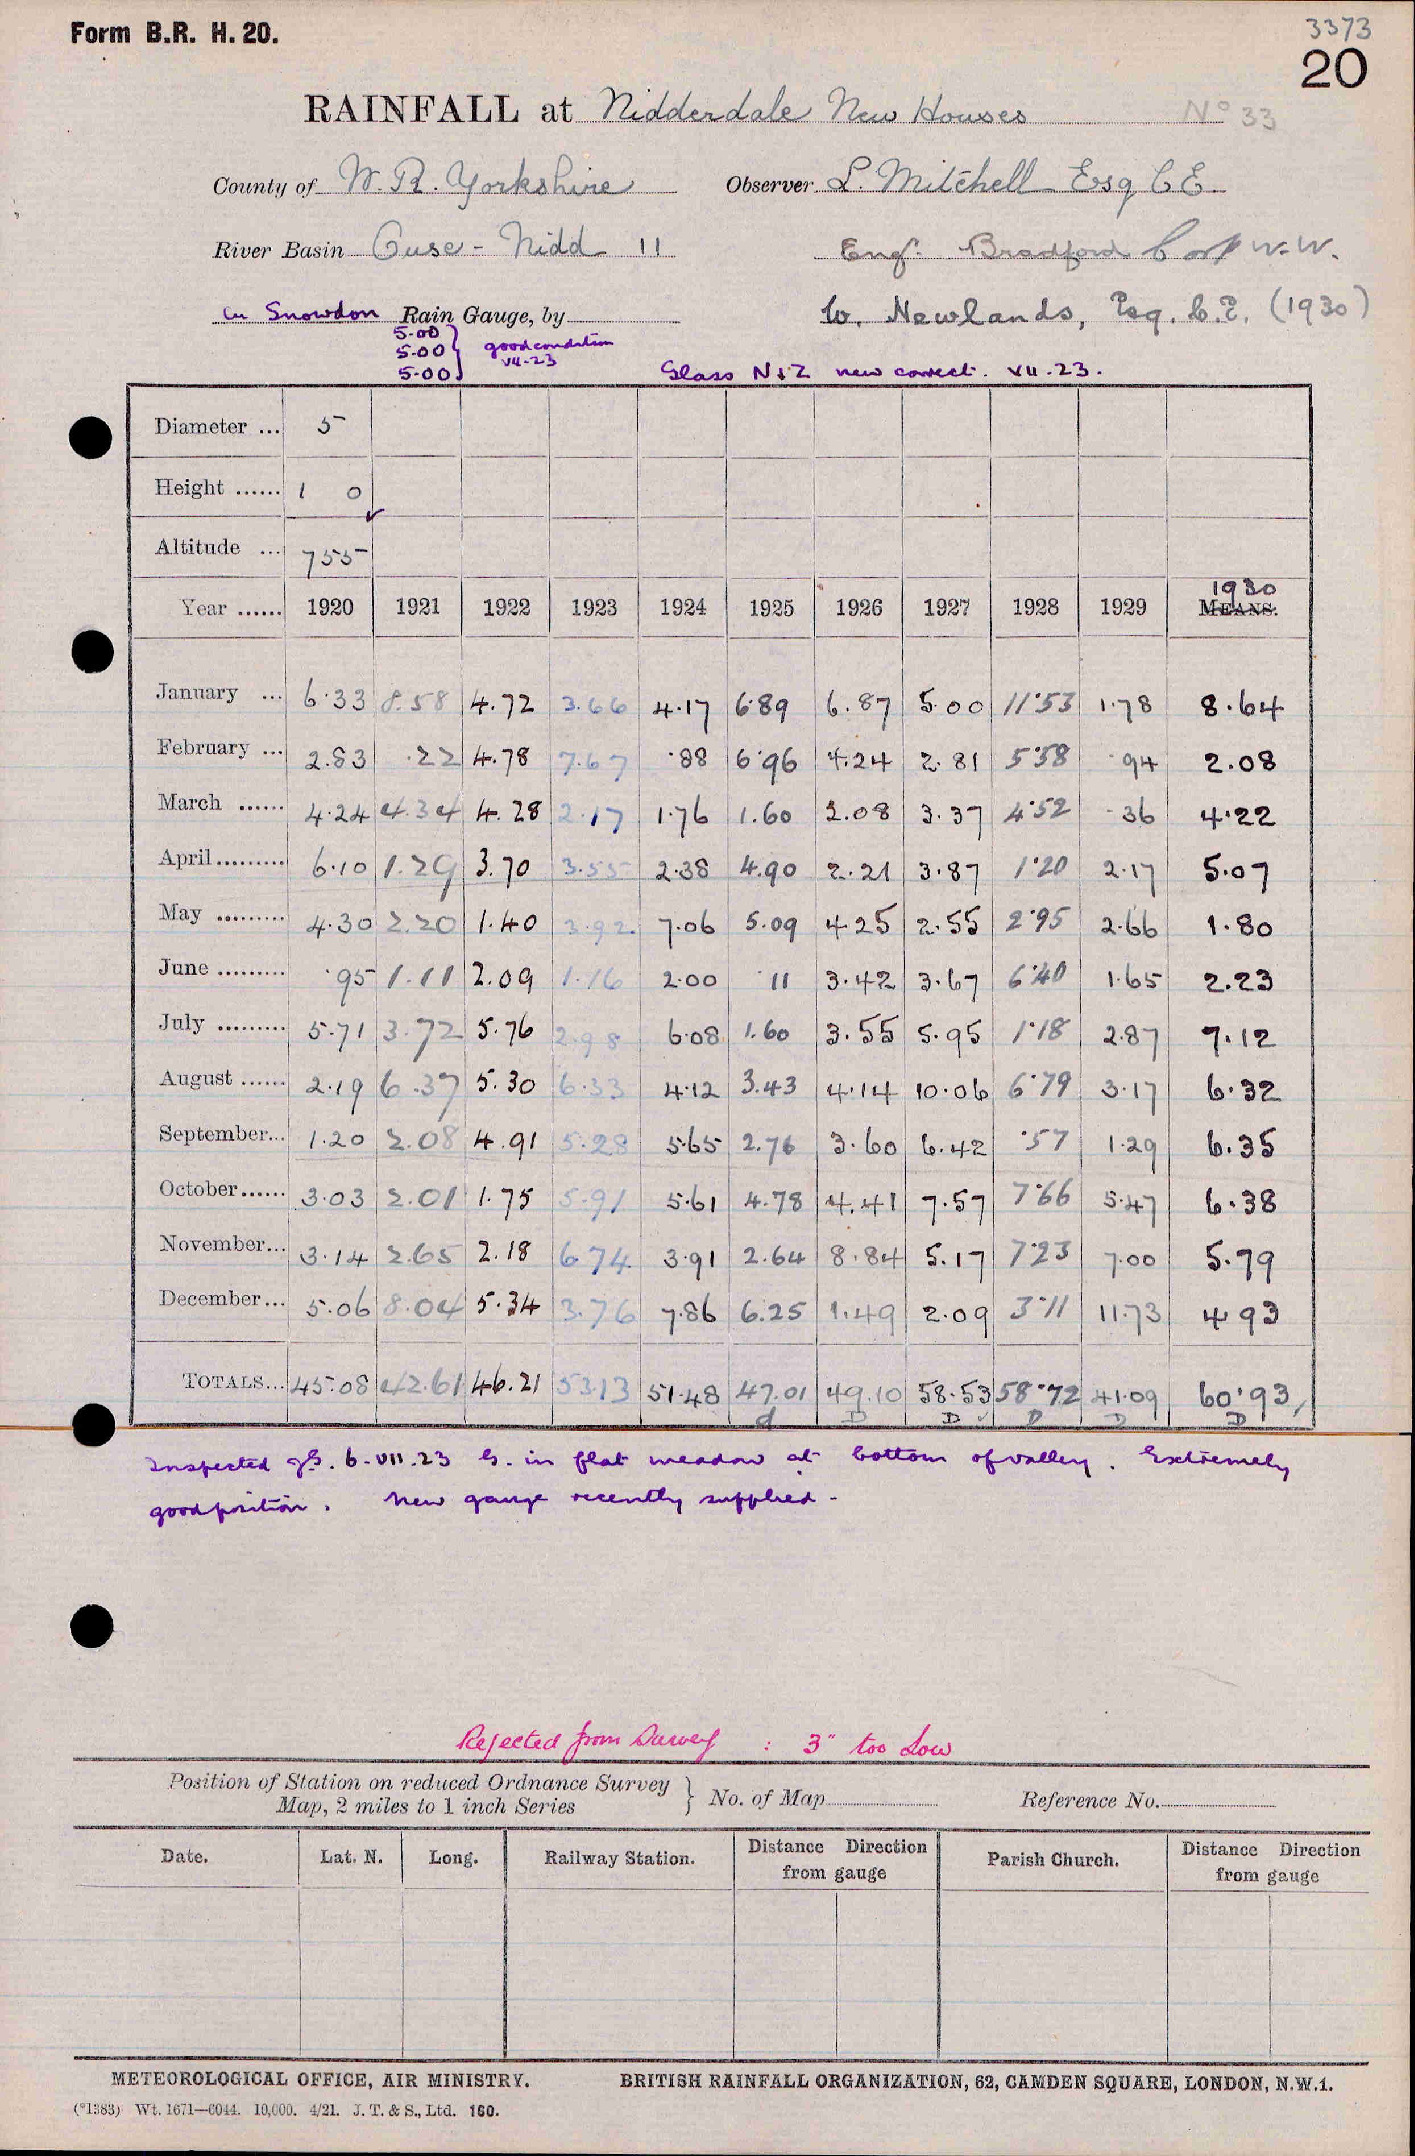 Form B.R. H. 20.
3373
20
RAINFALL at Nidderdale New Houses No 33
County of W. R. Yorkshire Observer L. Mitchell Esq C E.
River Basin Ouse - Nidd 11 Engr. Bradford Corp W.W.
Cu Snowdon Rain Gauge, by W. Newlands, Esq. C.E. (1930)
5.00
5.00 } good condition
5.00 VII-23
Glass N & Z new correct. VII.23.
Diameter ... 5
Height ...... 1 0
Altitude ... 755
Year ...... 1920 1921 1922 1923 1924 1925 1926 1927 1928 1929 1930 MEANS.
January ... 6.33 8.58 4.72 3.66 4.17 6.89 6.87 5.00 11.53 1.78 8.64
February ... 2.83 .22 4.78 7.67 .88 6.96 4.24 2.81 5.58 .94 2.08
March ...... 4.24 4.34 4.28 2.17 1.76 1.60 2.08 3.37 4.52 .36 4.22
April ......... 6.10 1.29 3.70 3.55 2.38 4.90 2.21 3.87 1.20 2.17 5.07
May ......... 4.30 2.20 1.40 3.92 7.06 5.09 4.25 2.55 2.95 2.66 1.80
June ......... .95 1.11 2.09 1.16 2.00 .11 3.42 3.67 6.40 1.65 2.23
July ......... 5.71 3.72 5.76 2.98 6.08 1.60 3.55 5.95 1.18 2.87 7.12
August ...... 2.19 6.37 5.30 6.33 4.12 3.43 4.14 10.06 6.79 3.17 6.32
September... 1.20 2.08 4.91 5.28 5.65 2.76 3.60 6.42 .57 1.29 6.35
October...... 3.03 2.01 1.75 5.91 5.61 4.78 4.41 7.57 7.66 5.47 6.38
November... 3.14 2.65 2.18 6.74 3.91 2.64 8.84 5.17 7.23 7.00 5.79
December... 5.06 8.04 5.34 3.76 7.86 6.25 1.49 2.09 3.11 11.73 4.93
TOTALS... 45.08 42.61 46.21 53.13 51.48 47.01 49.10 58.53 58.72 41.09 60.93
d D D D D D
Inspected 6-VII.23 G. in flat meadow at bottom of valley. Extremely
good position. New gauge recently supplied -
Rejected from Survey : 3" too Low
Position of Station on reduced Ordnance Survey
Map, 2 miles to 1 inch Series } No. of Map Reference No.
Date. Lat. N. Long. Railway Station. Distance Direction from gauge Parish Church. Distance Direction from gauge
METEOROLOGICAL OFFICE, AIR MINISTRY. BRITISH RAINFALL ORGANIZATION, 62, CAMDEN SQUARE, LONDON, N.W.1.
(*1383) Wt. 1671—6044. 10,000. 4/21. J. T. & S., Ltd. 160.